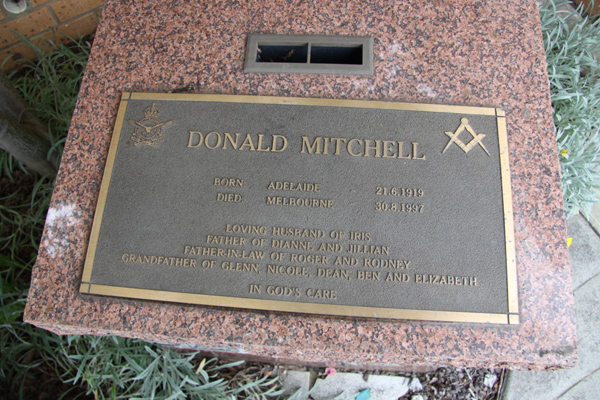 DONALD MITCHELL
BORN: ADELAIDE 21.6.1919
DIED: MELBOURNE 30.8.1997
LOVING HUSBAND OF IRIS
FATHER OF DIANNE AND JILLIAN
FATHER-IN-LAW OF ROGER AND RODNEY
GRANDFATHER OF GLENN, NICOLE, DEAN, BEN AND ELIZABETH
IN GOD'S CARE